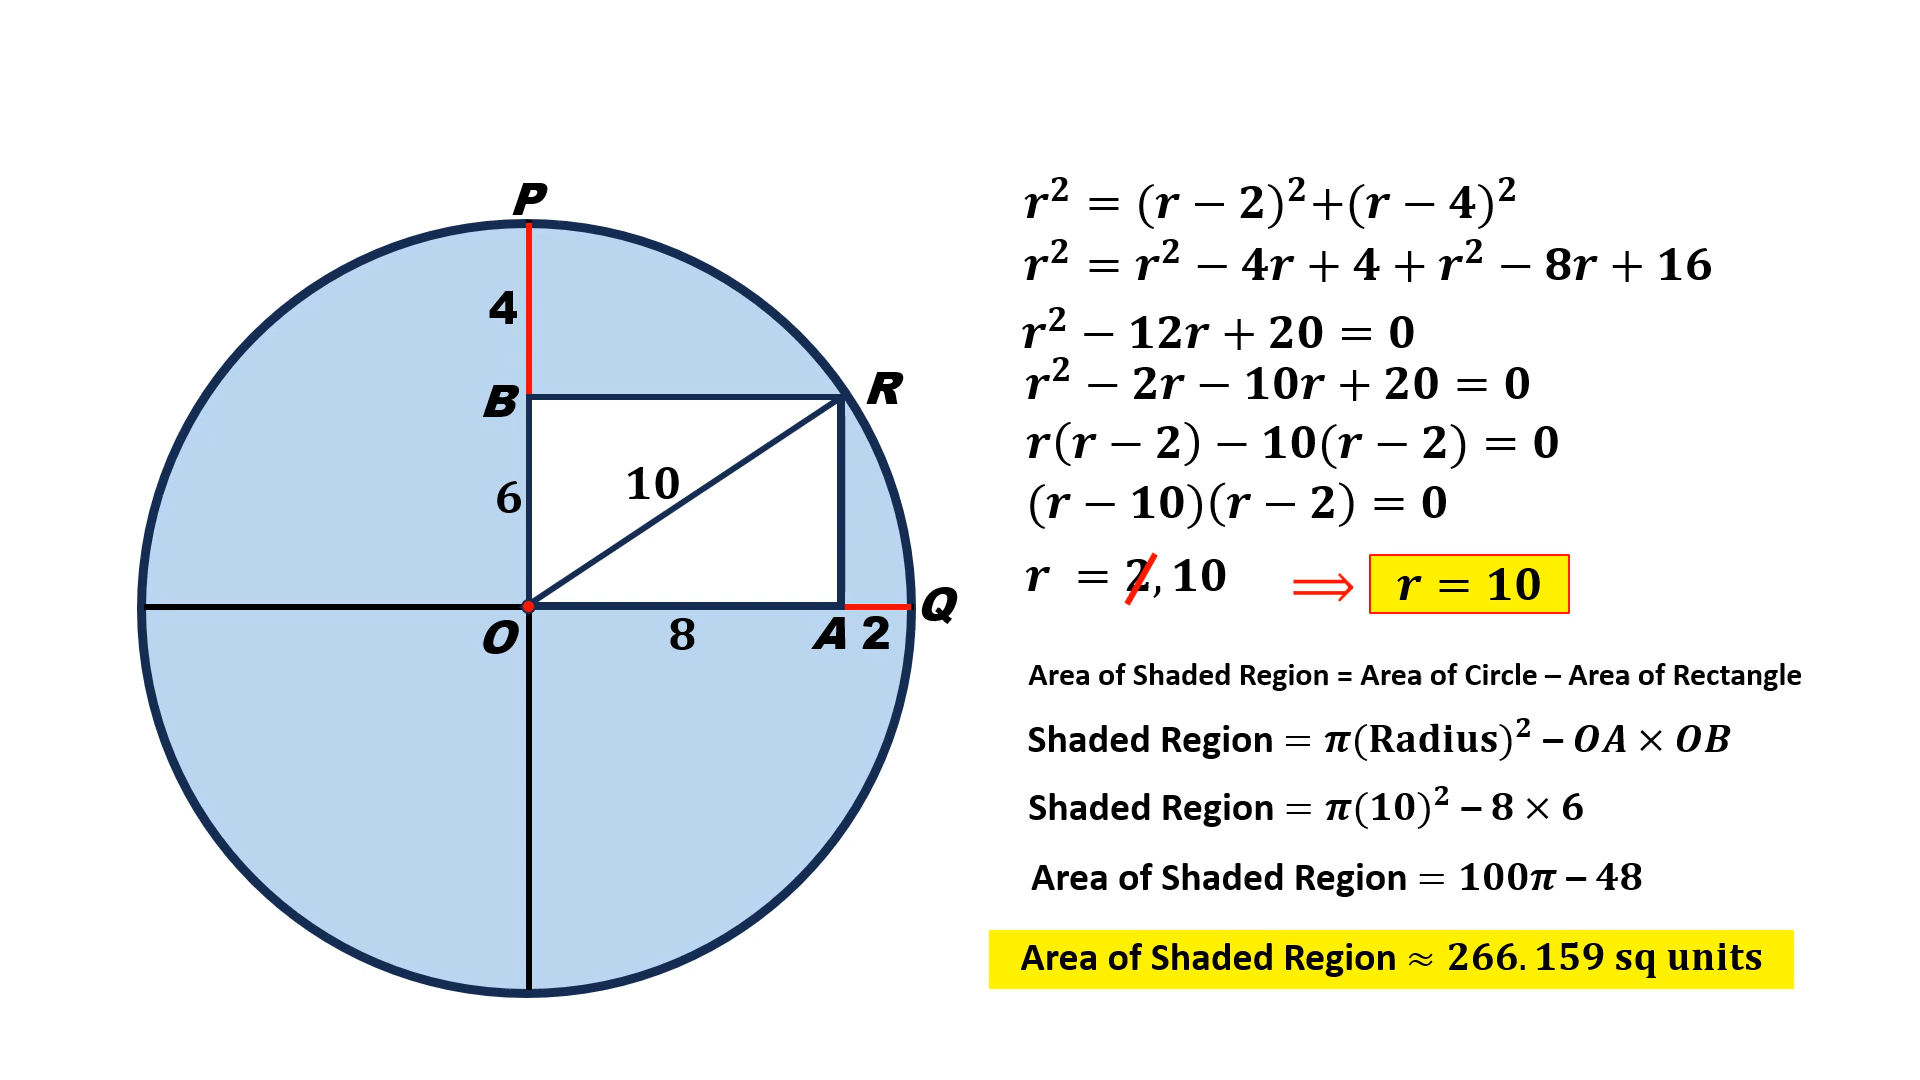 P
4
B
R
10
6
Q
O
8
A 2
r² = (r − 2)²+(r − 4)²
r² = r² − 4r + 4 + r² − 8r + 16
r² − 12r + 20 = 0
r² − 2r − 10r + 20 = 0
r(r − 2) − 10(r − 2) = 0
(r − 10)(r − 2) = 0
r = 2, 10 ⟹ r = 10
Area of Shaded Region = Area of Circle – Area of Rectangle
Shaded Region = π(Radius)² – OA × OB
Shaded Region = π(10)² – 8 × 6
Area of Shaded Region = 100π – 48
Area of Shaded Region ≈ 266. 159 sq units